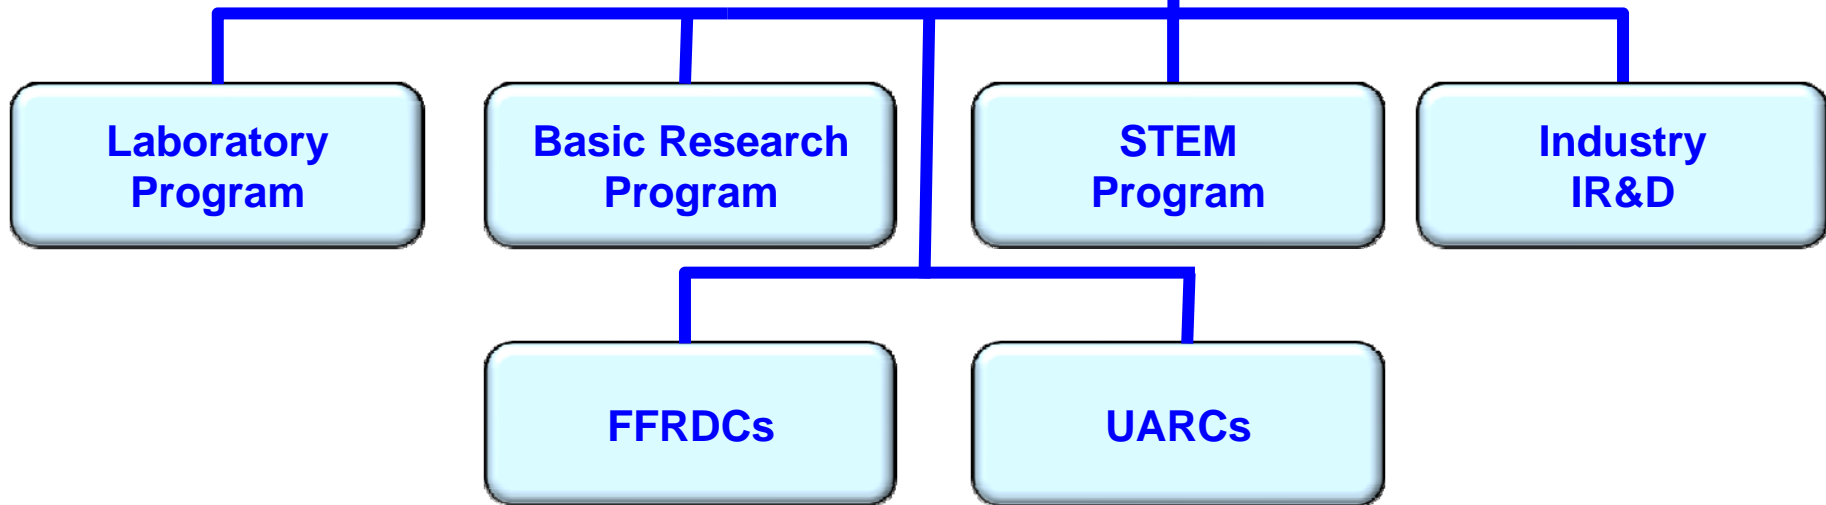 Laboratory
Program
Basic Research
Program
STEM
Program
Industry
IR&D
FFRDCs
UARCs